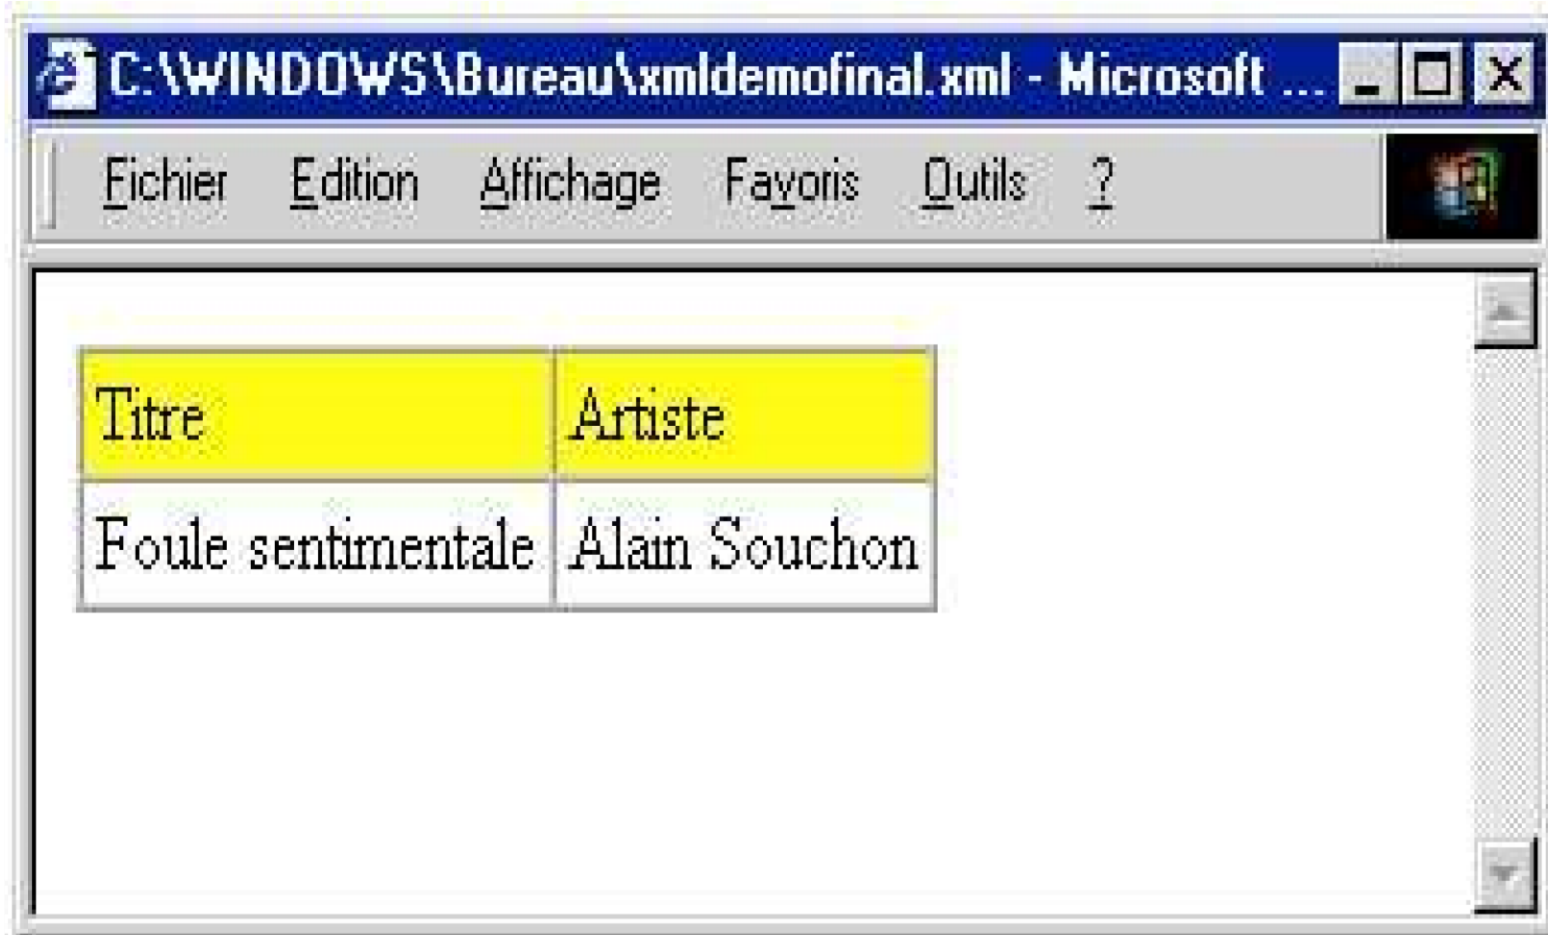 C:\WINDOWS\Bureau\xmldemofinal.xml - Microsoft ...
Fichier Edition Affichage Favoris Outils ?
Titre Artiste
Foule sentimentale Alain Souchon